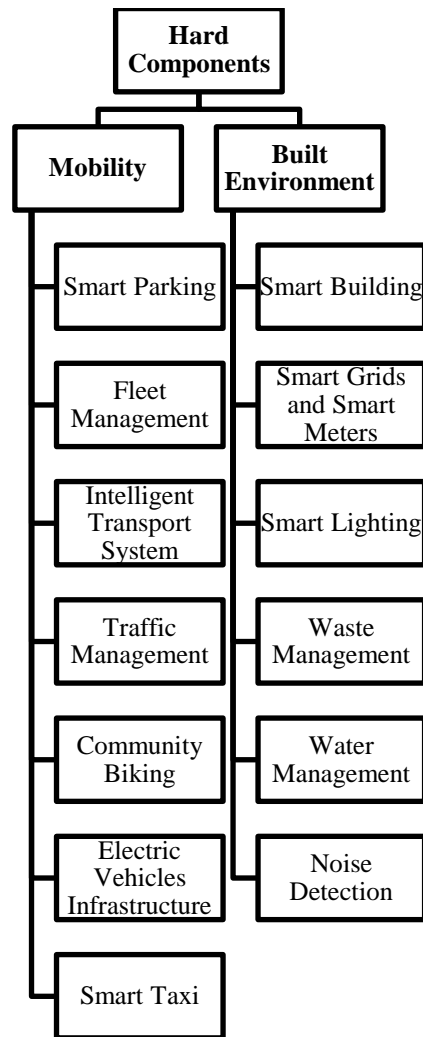 Hard
Components
Mobility
Built
Environment
Smart Parking
Fleet
Management
Intelligent
Transport
System
Traffic
Management
Community
Biking
Electric
Vehicles
Infrastructure
Smart Taxi
Smart Building
Smart Grids
and Smart
Meters
Smart Lighting
Waste
Management
Water
Management
Noise
Detection